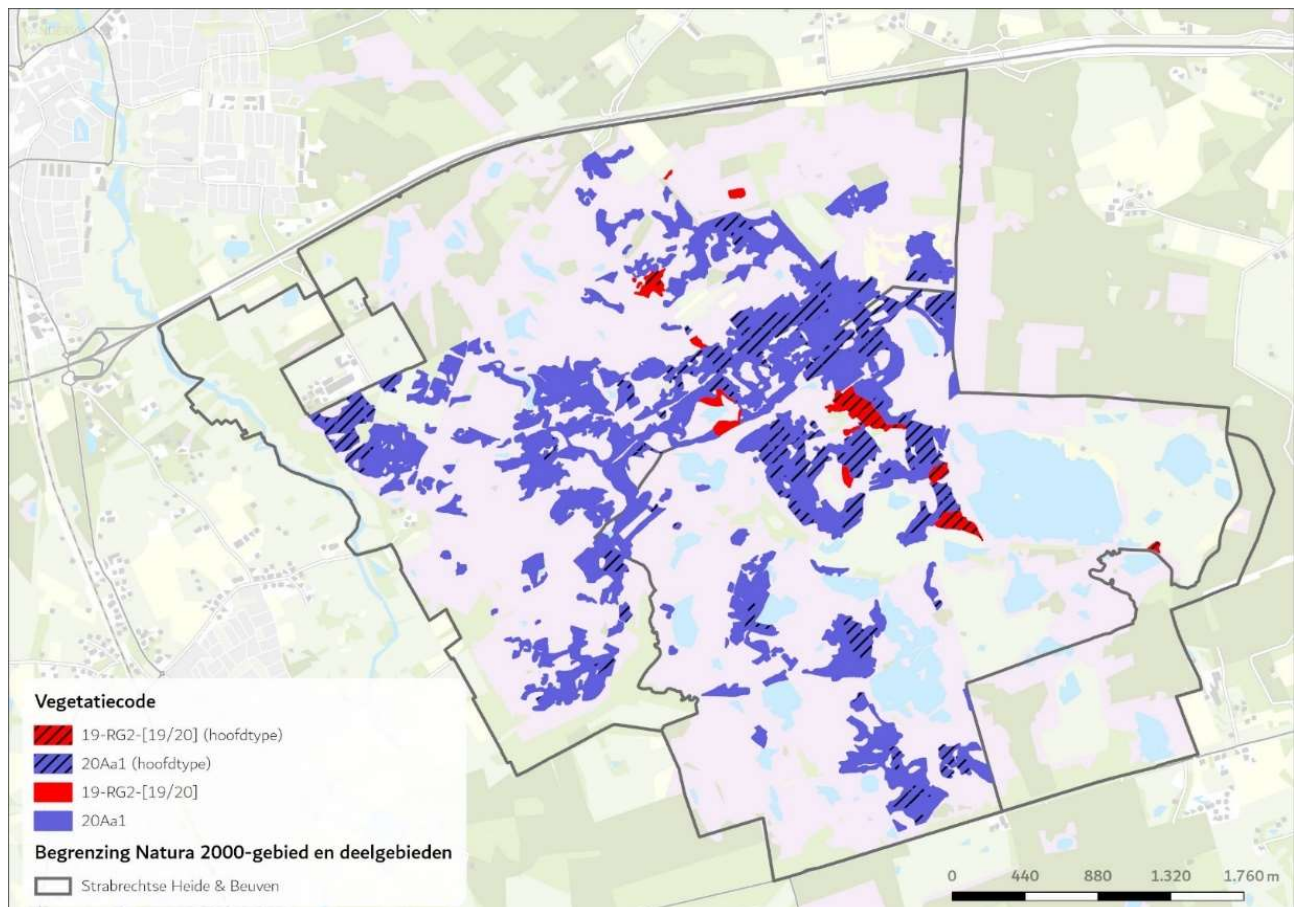 Vegetatiecode
19-RG2-[19/20] (hoofdtype)
20Aa1 (hoofdtype)
19-RG2-[19/20]
20Aa1
Begrenzing Natura 2000-gebied en deelgebieden
Strabrechtse Heide & Beuven
0 440 880 1.320 1.760 m